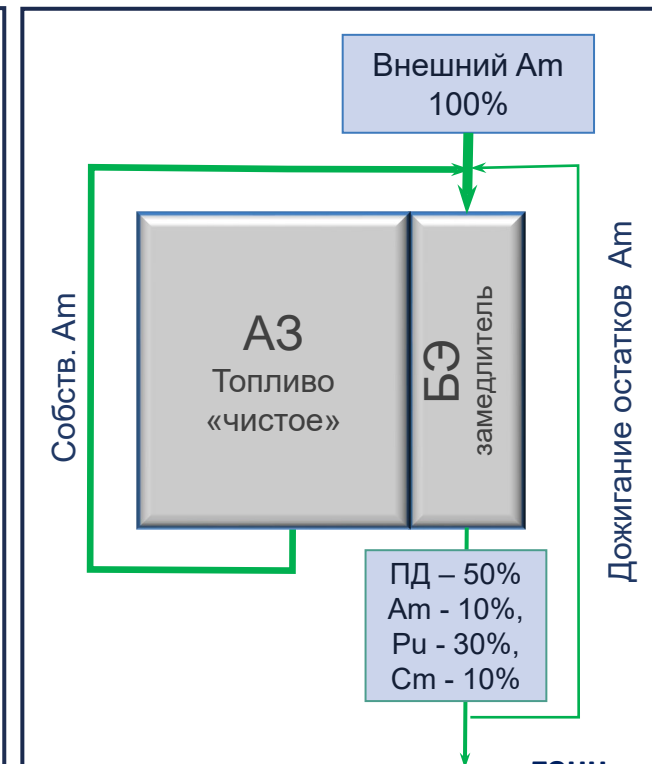 Внешний Am
100%
Собств. Am
АЗ
Топливо
«чистое»
БЭ
замедлитель
Дожигание остатков Am
ПД – 50%
Am - 10%,
Pu - 30%,
Cm - 10%